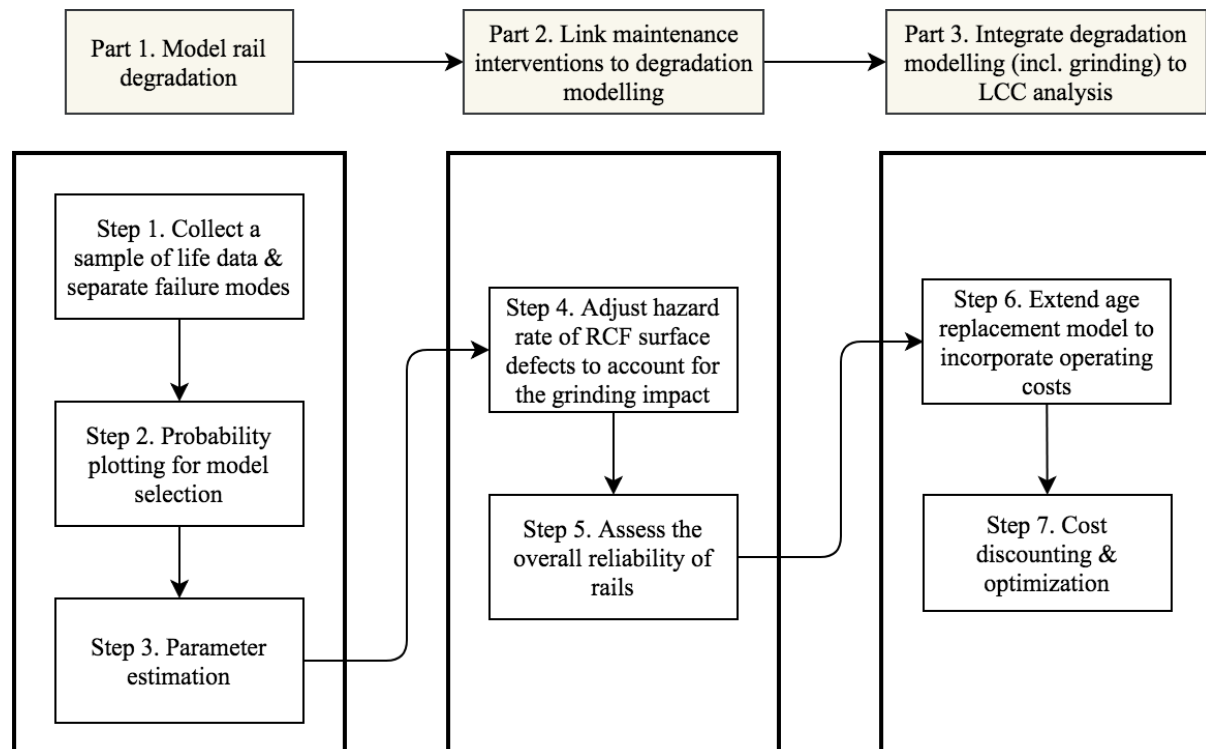 Part 1. Model rail
degradation
Part 2. Link maintenance
interventions to degradation
modelling
Part 3. Integrate degradation
modelling (incl. grinding) to
LCC analysis
Step 1. Collect a
sample of life data &
separate failure modes
Step 2. Probability
plotting for model
selection
Step 3. Parameter
estimation
Step 4. Adjust hazard
rate of RCF surface
defects to account for
the grinding impact
Step 5. Assess the
overall reliability of
rails
Step 6. Extend age
replacement model to
incorporate operating
costs
Step 7. Cost
discounting &
optimization